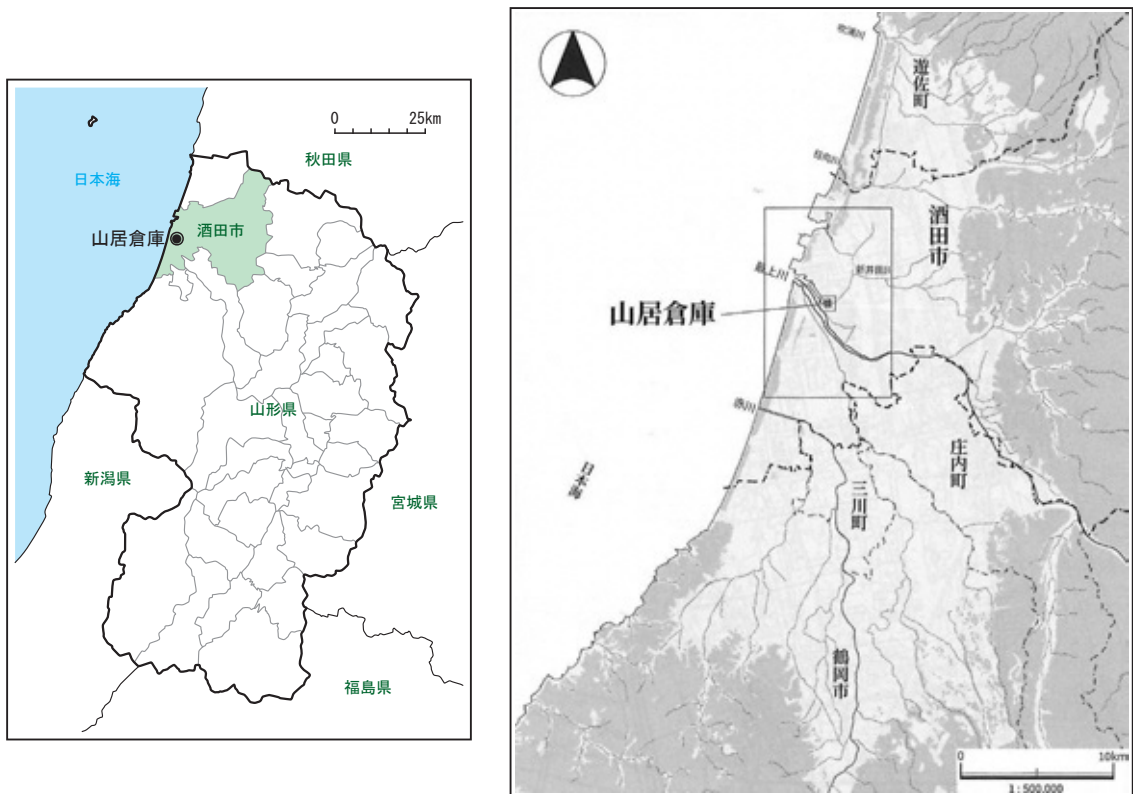 0 25km
秋田県
日本海
酒田市
山居倉庫
山形県
新潟県
宮城県
福島県
遊佐町
酒田市
最上川
新井田川
山居倉庫
赤川
庄内町
日本海
三川町
鶴岡市
0 10km
1:500,000